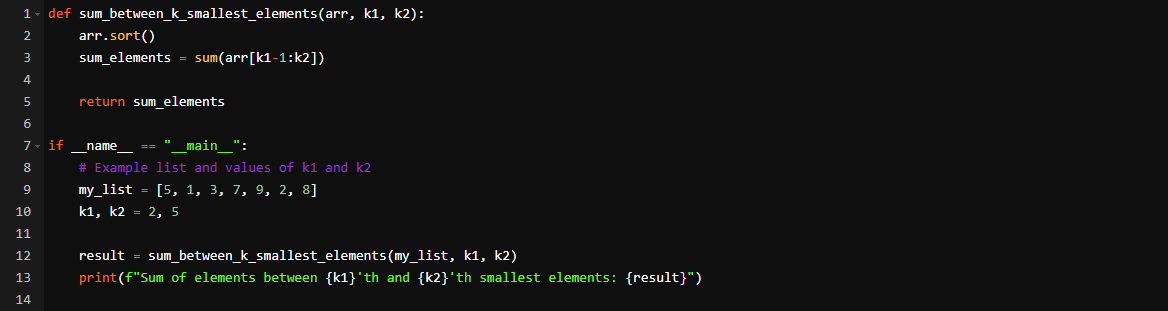 1 def sum_between_k_smallest_elements(arr, k1, k2):
2     arr.sort()
3     sum_elements = sum(arr[k1-1:k2])
4
5     return sum_elements
6
7 if __name__ == "__main__":
8     # Example list and values of k1 and k2
9     my_list = [5, 1, 3, 7, 9, 2, 8]
10     k1, k2 = 2, 5
11
12     result = sum_between_k_smallest_elements(my_list, k1, k2)
13     print(f"Sum of elements between {k1}'th and {k2}'th smallest elements: {result}")
14